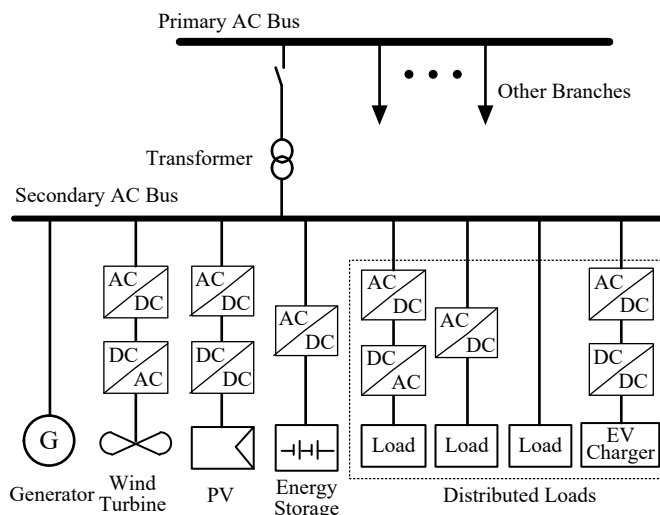 Primary AC Bus
Other Branches
Transformer
Secondary AC Bus
AC
DC
DC
AC
AC
DC
DC
DC
AC
DC
AC
DC
DC
AC
AC
DC
AC
DC
DC
DC
G
Load
Load
Load
EV
Charger
Generator
Wind
Turbine
PV
Energy
Storage
Distributed Loads